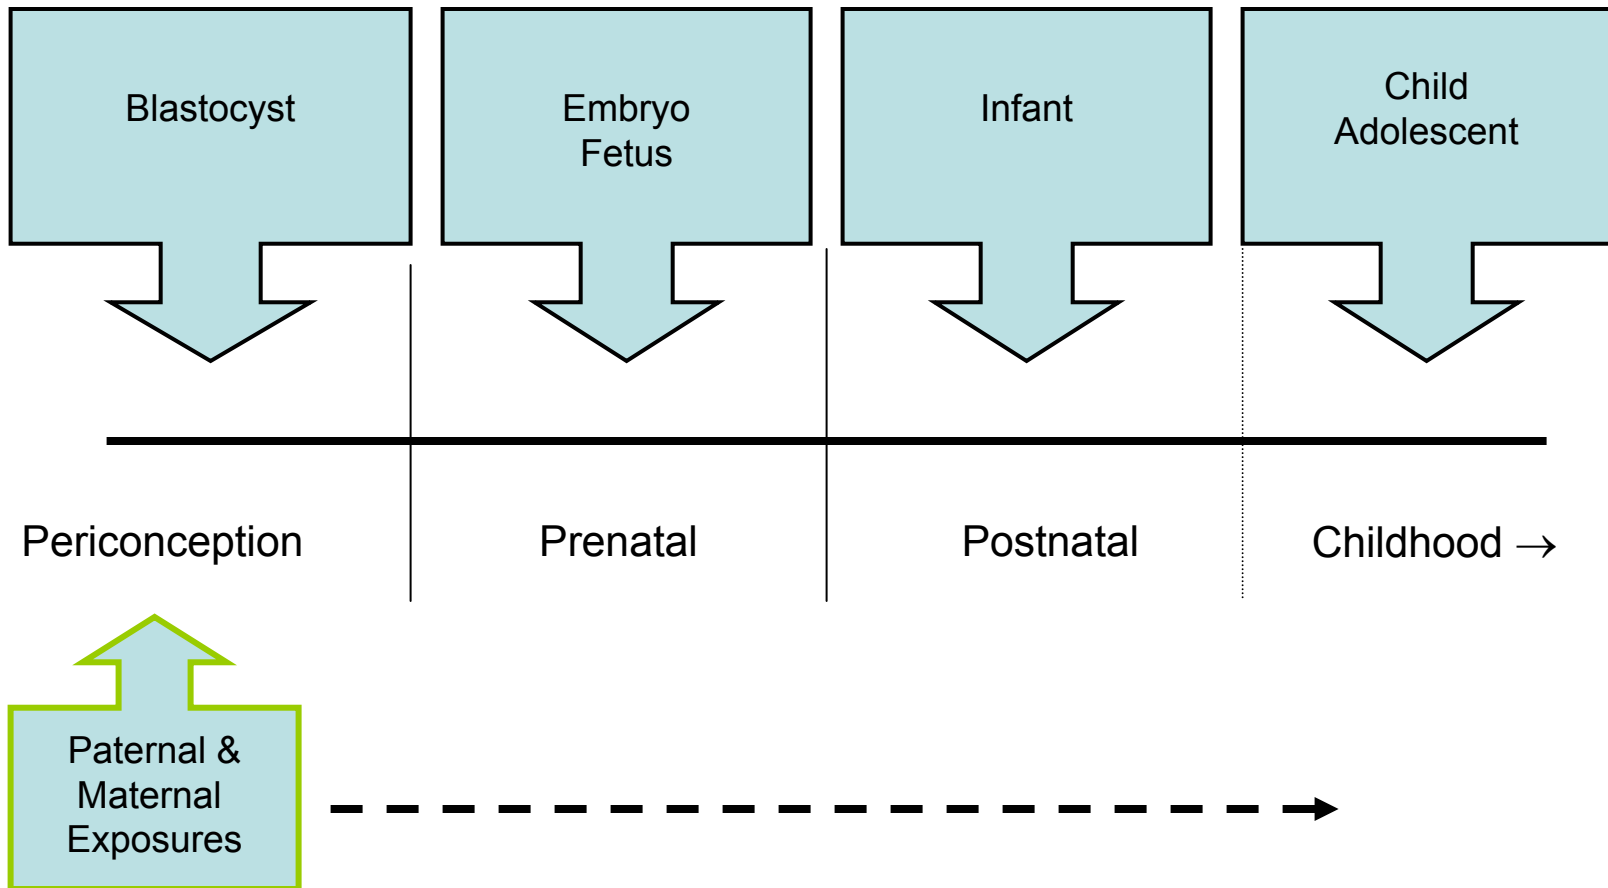 Blastocyst
Embryo
Fetus
Infant
Child
Adolescent
Periconception
Prenatal
Postnatal
Childhood →
Paternal &
Maternal
Exposures